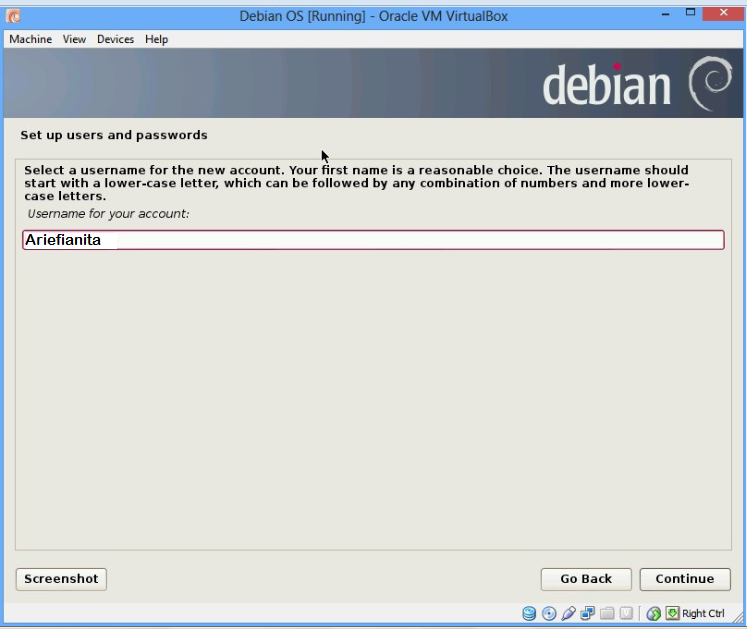 Debian OS [Running] - Oracle VM VirtualBox
Machine View Devices Help
debian
Set up users and passwords
Select a username for the new account. Your first name is a reasonable choice. The username should
start with a lower-case letter, which can be followed by any combination of numbers and more lower-
case letters.
Username for your account:
Ariefianita
Screenshot Go Back Continue
Right Ctrl